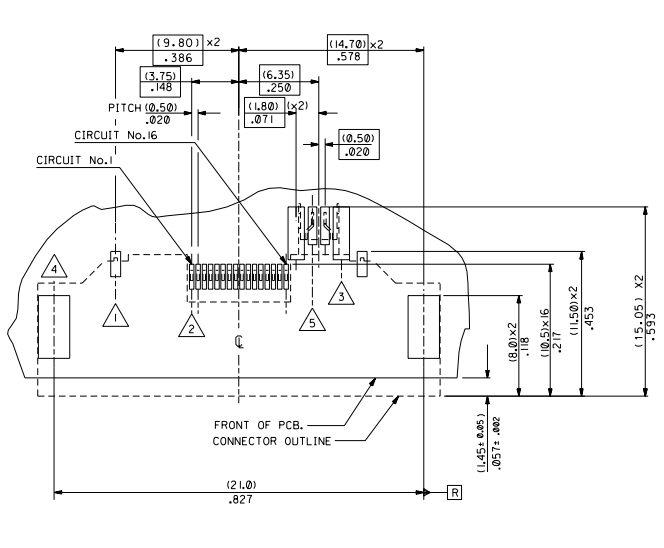 (9.80) x2
.386
(14.70) x2
.578
(3.75)
.148
(6.35)
.250
PITCH (0.50)
.020
(1.80) (x2)
.071
CIRCUIT No.16
(0.50)
.020
CIRCUIT No.1
4
1
2
5
3
(8.0)x2
.118
(10.5)x16
.217
(11.50)x2
.453
(15.05) X2
.593
FRONT OF PCB.
CONNECTOR OUTLINE
(1.45± 0.05)
.057± .002
(21.0)
.827
R